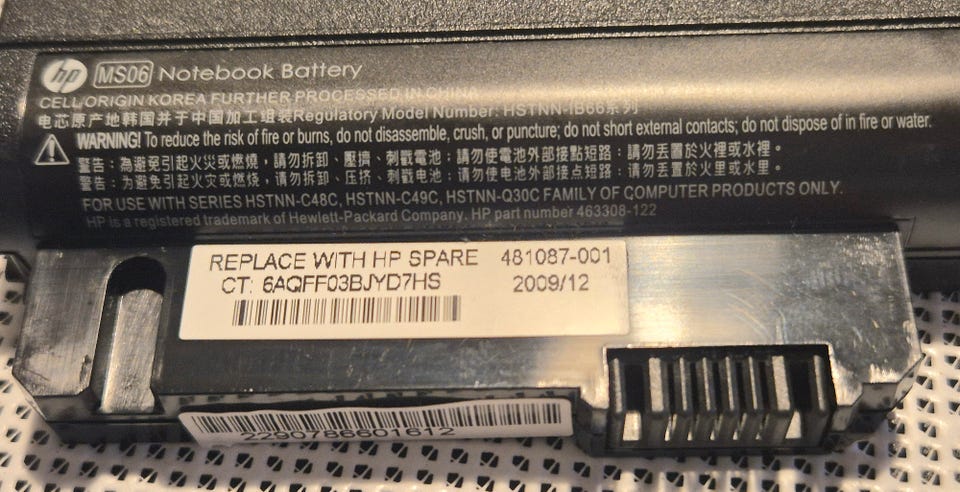 hp MS06 Notebook Battery
CELL ORIGIN KOREA FURTHER PROCESSED IN CHINA
电芯原产地韩国并于中国加工组装Regulatory Model Number: HSTNN-IB66系列
WARNING! To reduce the risk of fire or burns, do not disassemble, crush, or puncture; do not short external contacts; do not dispose of in fire or water.
警告：為避免引起火災或燃燒，請勿拆卸、壓擠、刺戳電池；請勿使電池外部接點短路；請勿丟置於火裡或水裡。
警告：为避免引起火灾或燃烧，请勿拆卸、压挤、刺戳电池；请勿使电池外部接点短路；请勿丢置于火里或水里。
FOR USE WITH SERIES HSTNN-C48C, HSTNN-C49C, HSTNN-Q30C FAMILY OF COMPUTER PRODUCTS ONLY.
HP is a registered trademark of Hewlett-Packard Company. HP part number 463308-122
REPLACE WITH HP SPARE 481087-001
CT: 6AQFF03BJYD7HS 2009/12
2290786601612